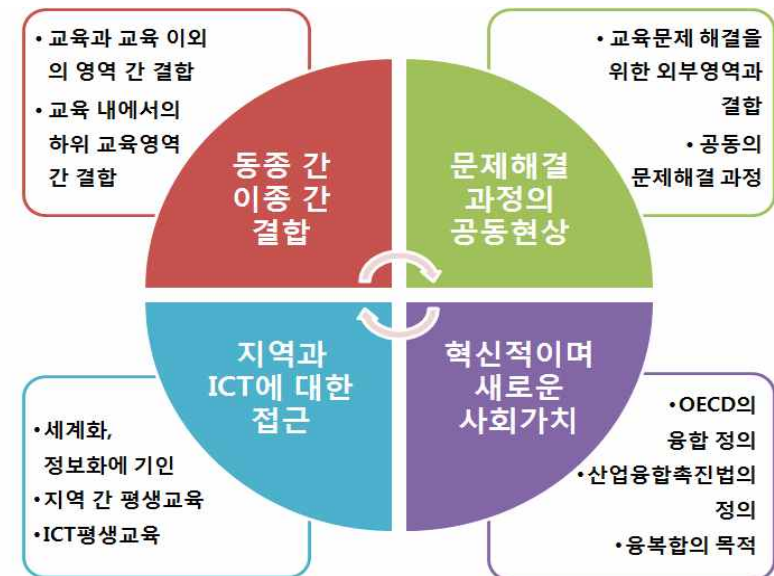 • 교육과 교육 이외
의 영역 간 결합
• 교육 내에서의
하위 교육영역
간 결합
동종 간
이종 간
결합
• 교육문제 해결을
위한 외부영역과
결합
• 공동의
문제해결 과정
문제해결
과정의
공동현상
지역과
ICT에 대한
접근
• 세계화,
정보화에 기인
• 지역 간 평생교육
• ICT평생교육
혁신적이며
새로운
사회가치
• OECD의
융합 정의
• 산업융합촉진법의
정의
• 융복합의 목적